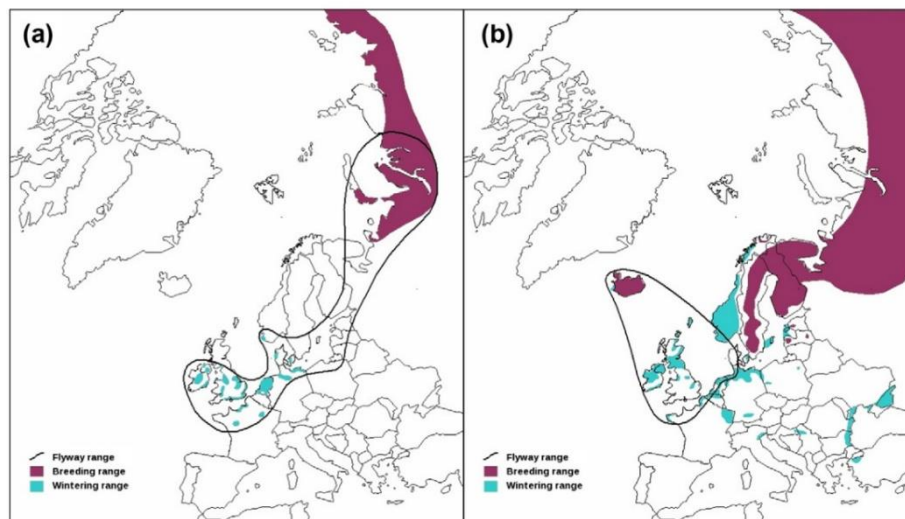 (a)
Flyway range
Breeding range
Wintering range
(b)
Flyway range
Breeding range
Wintering range